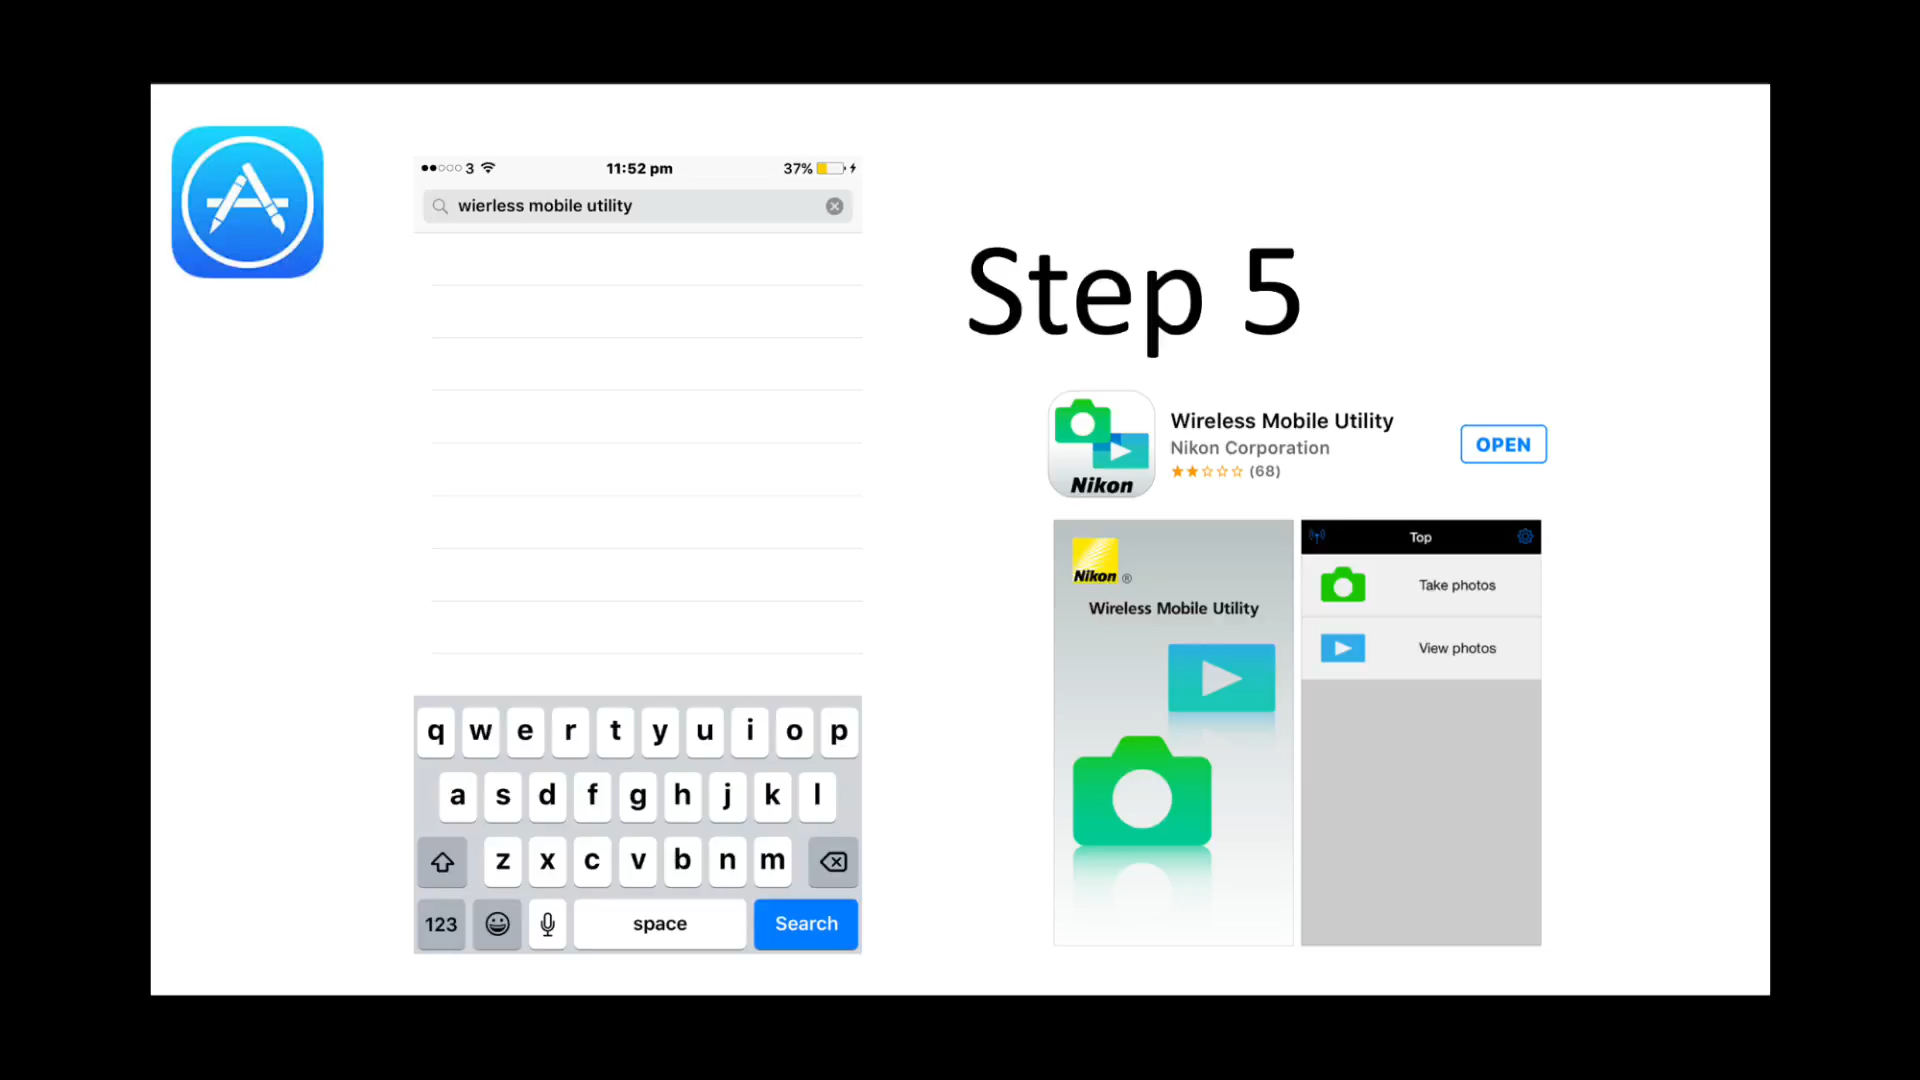 3 11:52 pm 37%
wierless mobile utility
Step 5
Wireless Mobile Utility
Nikon Corporation
(68)
OPEN
Nikon
Nikon ®
Wireless Mobile Utility
Top
Take photos
View photos
q w e r t y u i o p
a s d f g h j k l
z x c v b n m
123 space Search